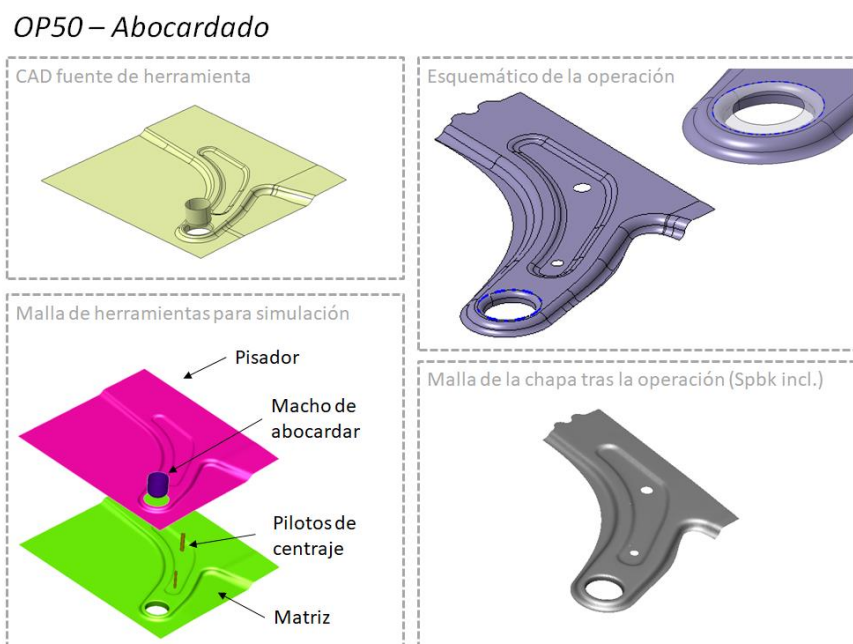 OP50 – Abocardado
CAD fuente de herramienta
Esquemático de la operación
Malla de herramientas para simulación
Pisador
Macho de
abocardar
Pilotos de
centraje
Matriz
Malla de la chapa tras la operación (Spbk incl.)